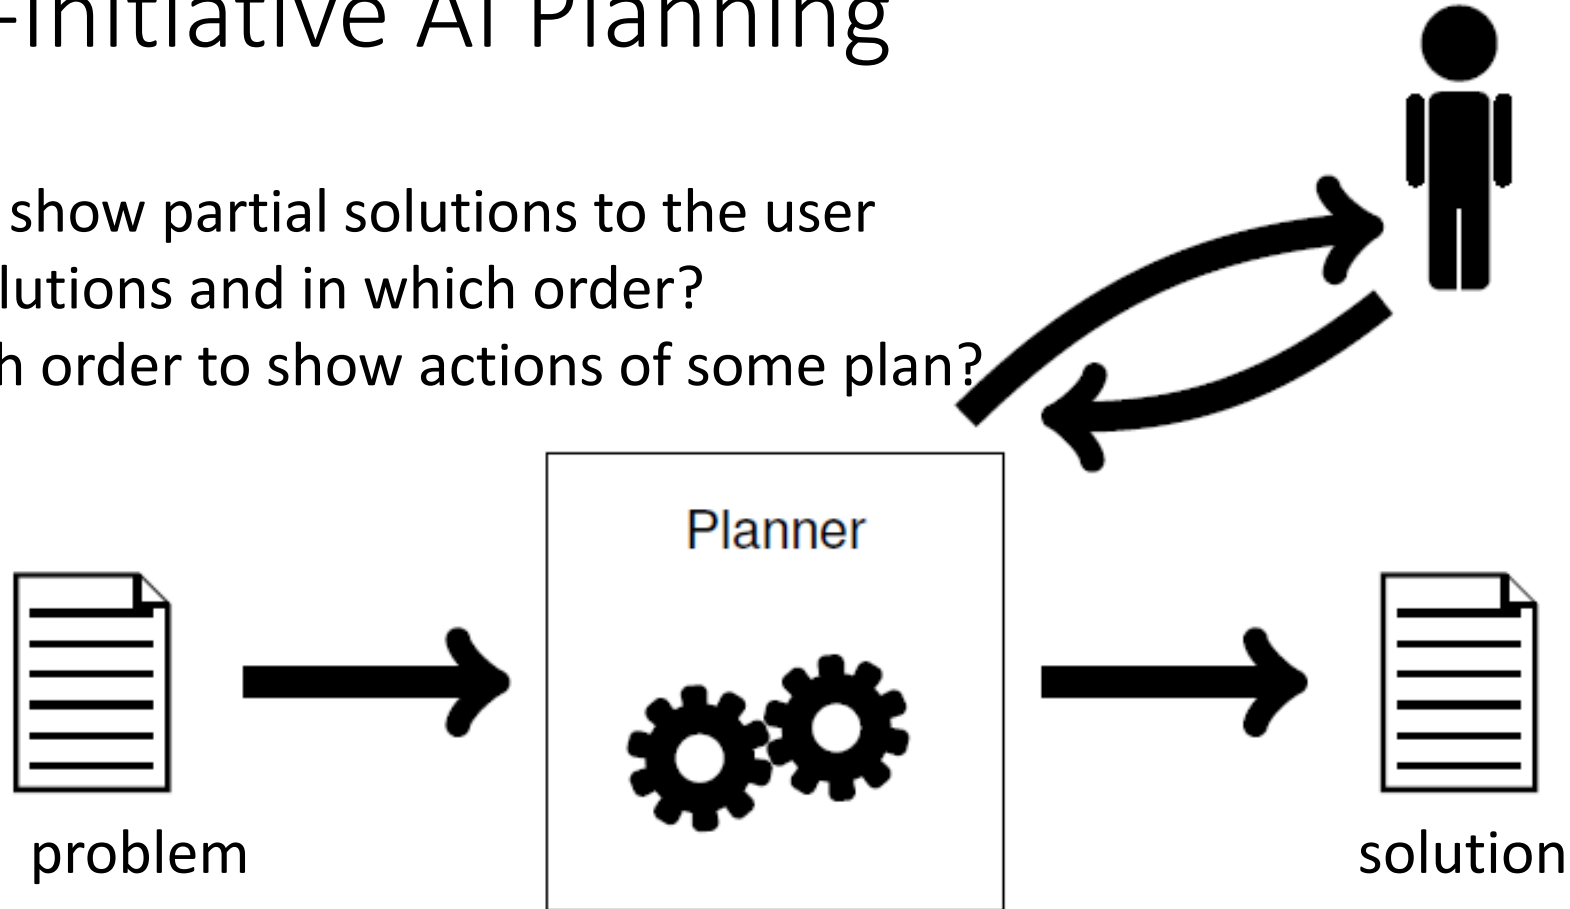 -Initiative AI Planning
show partial solutions to the user
lutions and in which order?
h order to show actions of some plan?
Planner
problem
solution